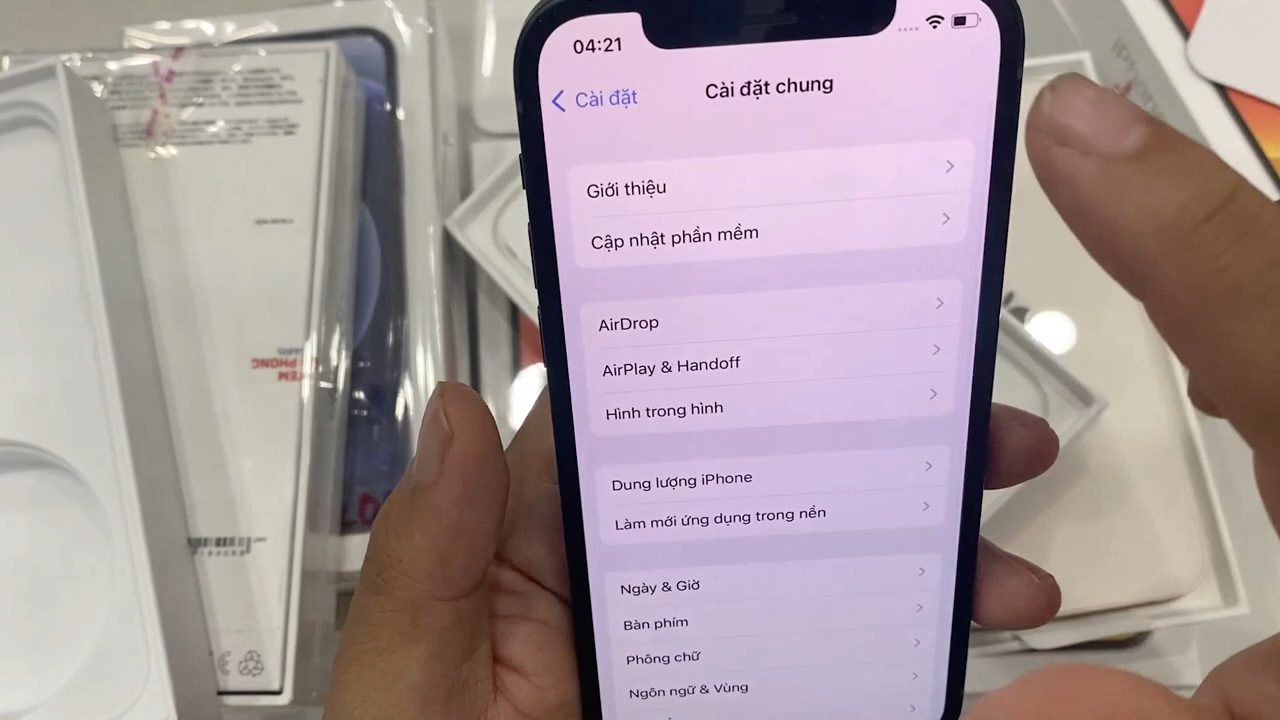 04:21
Cài đặt
Cài đặt chung
Giới thiệu
Cập nhật phần mềm
AirDrop
AirPlay & Handoff
Hình trong hình
Dung lượng iPhone
Làm mới ứng dụng trong nền
Ngày & Giờ
Bàn phím
Phông chữ
Ngôn ngữ & Vùng
iPhone